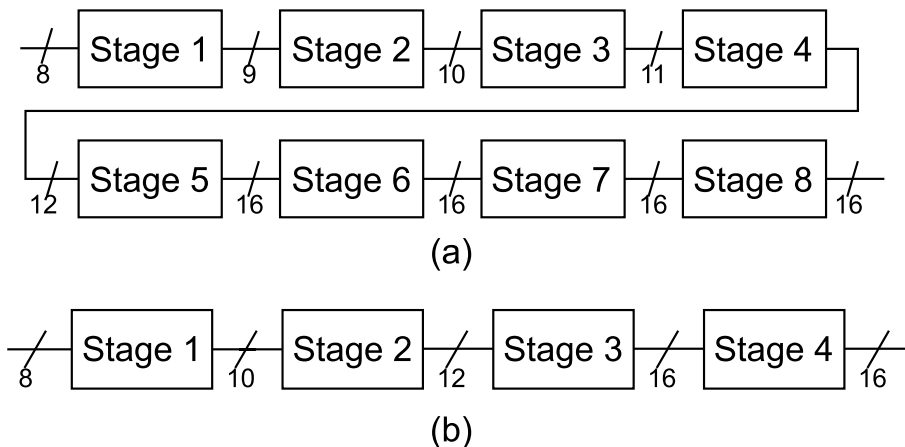 Stage 1 Stage 2 Stage 3 Stage 4
8 9 10 11
Stage 5 Stage 6 Stage 7 Stage 8
12 16 16 16 16
(a)
Stage 1 Stage 2 Stage 3 Stage 4
8 10 12 16 16
(b)